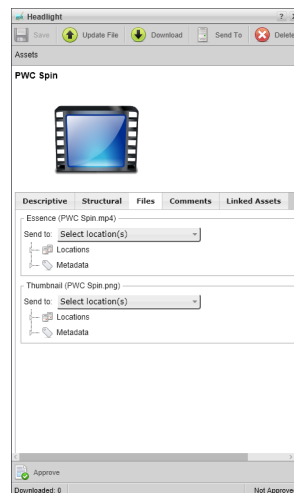 Headlight ?
Save Update File Download Send To Delete
Assets
PWC Spin
Descriptive Structural Files Comments Linked Assets
Essence (PWC Spin.mp4)
Send to: Select location(s)
Locations
Metadata
Thumbnail (PWC Spin.png)
Send to: Select location(s)
Locations
Metadata
Approve
Downloaded: 0 Not Approve